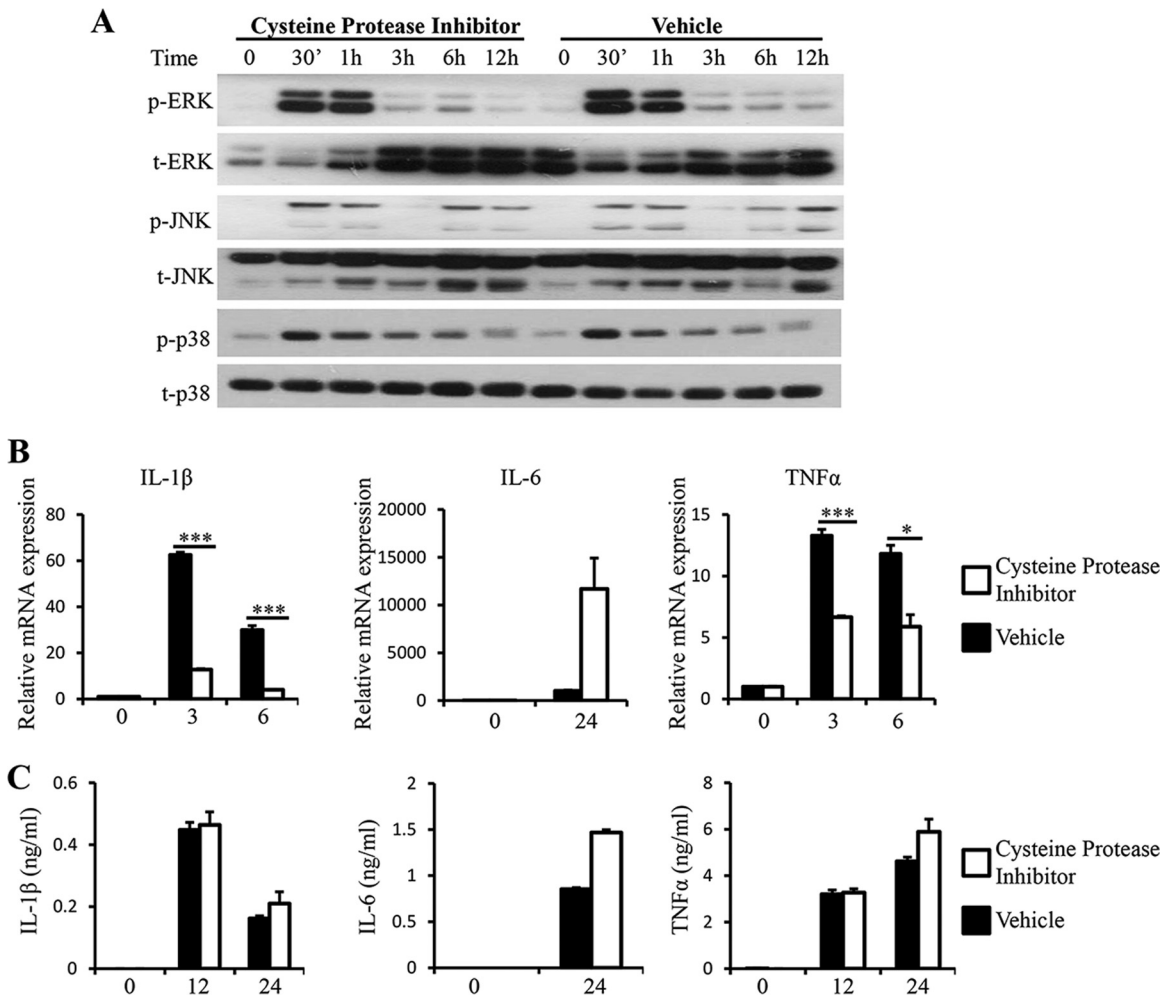 A
Cysteine Protease Inhibitor Vehicle
Time 0 30’ 1h 3h 6h 12h 0 30’ 1h 3h 6h 12h
p-ERK
t-ERK
p-JNK
t-JNK
p-p38
t-p38
B
IL-1β
Relative mRNA expression
80
60
40
20
0
0 3 6
*** ***
IL-6
Relative mRNA expression
20000
15000
10000
5000
0
0 24
TNFα
Relative mRNA expression
15
10
5
0
0 3 6
*** *
Cysteine Protease
Inhibitor
Vehicle
C
IL-1β (ng/ml)
0.6
0.4
0.2
0
0 12 24
IL-6 (ng/ml)
2
1.5
1
0.5
0
0 24
TNFα (ng/ml)
8
6
4
2
0
0 12 24
Cysteine Protease
Inhibitor
Vehicle